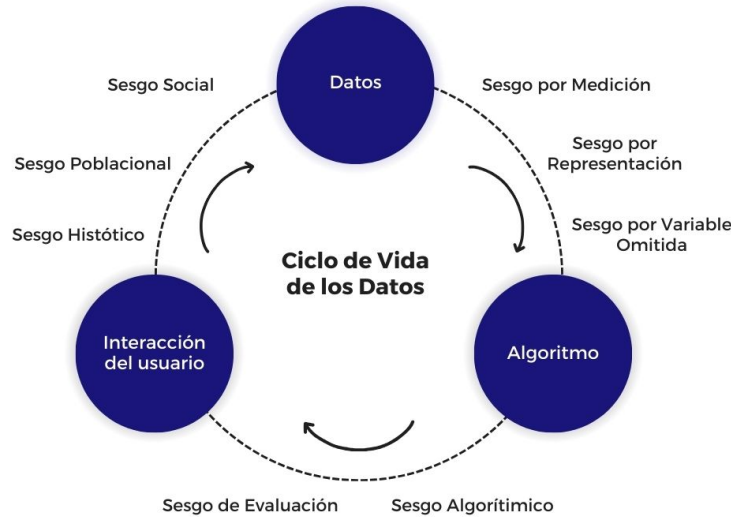 Datos
Sesgo Social
Sesgo por Medición
Sesgo Poblacional
Sesgo por
Representación
Sesgo Histótico
Sesgo por Variable
Omitida
Ciclo de Vida
de los Datos
Interacción
del usuario
Algoritmo
Sesgo de Evaluación
Sesgo Algorítimico